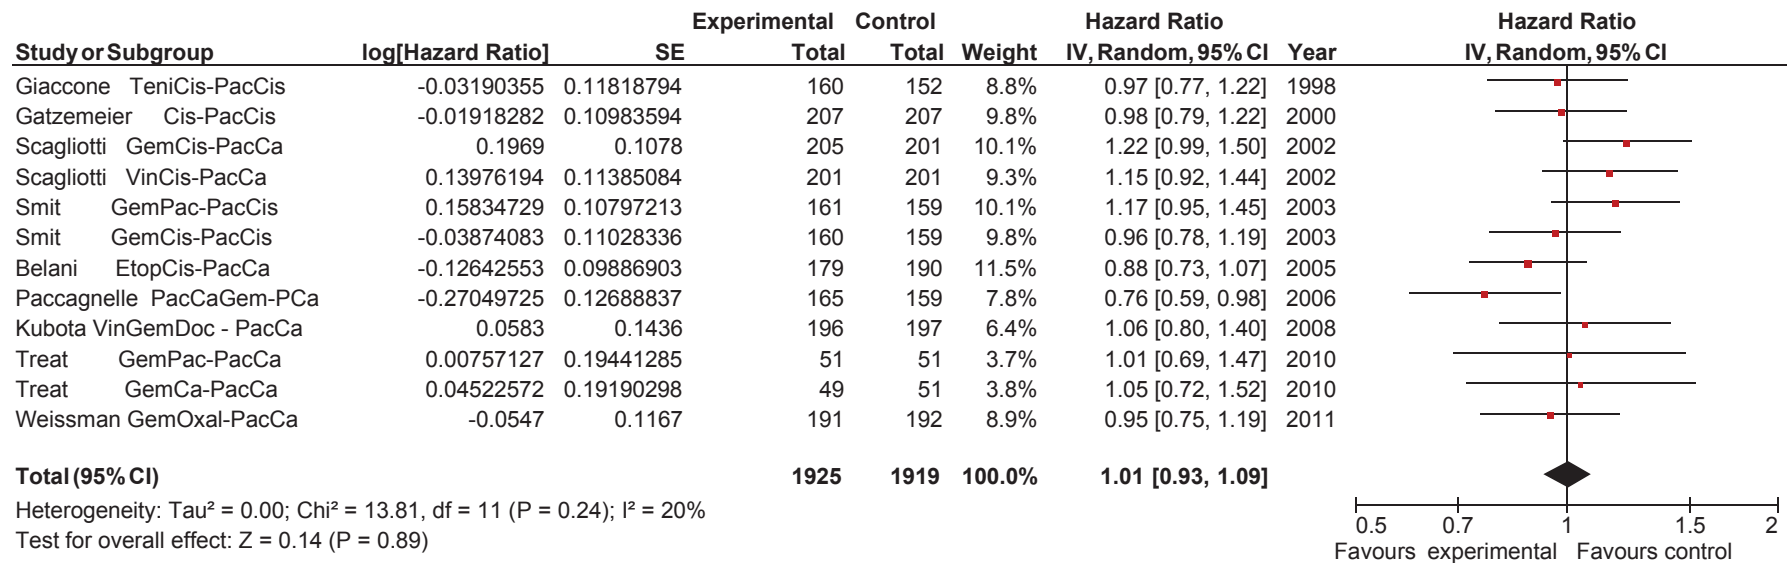 Experimental Control Hazard Ratio Hazard Ratio
Study or Subgroup log[Hazard Ratio] SE Total Total Weight IV, Random, 95% CI Year IV, Random, 95% CI
Giaccone TeniCis-PacCis -0.03190355 0.11818794 160 152 8.8% 0.97 [0.77, 1.22] 1998
Gatzemeier Cis-PacCis -0.01918282 0.10983594 207 207 9.8% 0.98 [0.79, 1.22] 2000
Scagliotti GemCis-PacCa 0.1969 0.1078 205 201 10.1% 1.22 [0.99, 1.50] 2002
Scagliotti VinCis-PacCa 0.13976194 0.11385084 201 201 9.3% 1.15 [0.92, 1.44] 2002
Smit GemPac-PacCis 0.15834729 0.10797213 161 159 10.1% 1.17 [0.95, 1.45] 2003
Smit GemCis-PacCis -0.03874083 0.11028336 160 159 9.8% 0.96 [0.78, 1.19] 2003
Belani EtopCis-PacCa -0.12642553 0.09886903 179 190 11.5% 0.88 [0.73, 1.07] 2005
Paccagnelle PacCaGem-PCa -0.27049725 0.12688837 165 159 7.8% 0.76 [0.59, 0.98] 2006
Kubota VinGemDoc - PacCa 0.0583 0.1436 196 197 6.4% 1.06 [0.80, 1.40] 2008
Treat GemPac-PacCa 0.00757127 0.19441285 51 51 3.7% 1.01 [0.69, 1.47] 2010
Treat GemCa-PacCa 0.04522572 0.19190298 49 51 3.8% 1.05 [0.72, 1.52] 2010
Weissman GemOxal-PacCa -0.0547 0.1167 191 192 8.9% 0.95 [0.75, 1.19] 2011
Total (95% CI) 1925 1919 100.0% 1.01 [0.93, 1.09]
Heterogeneity: Tau² = 0.00; Chi² = 13.81, df = 11 (P = 0.24); I² = 20%
Test for overall effect: Z = 0.14 (P = 0.89)
0.5 0.7 1 1.5 2
Favours experimental Favours control